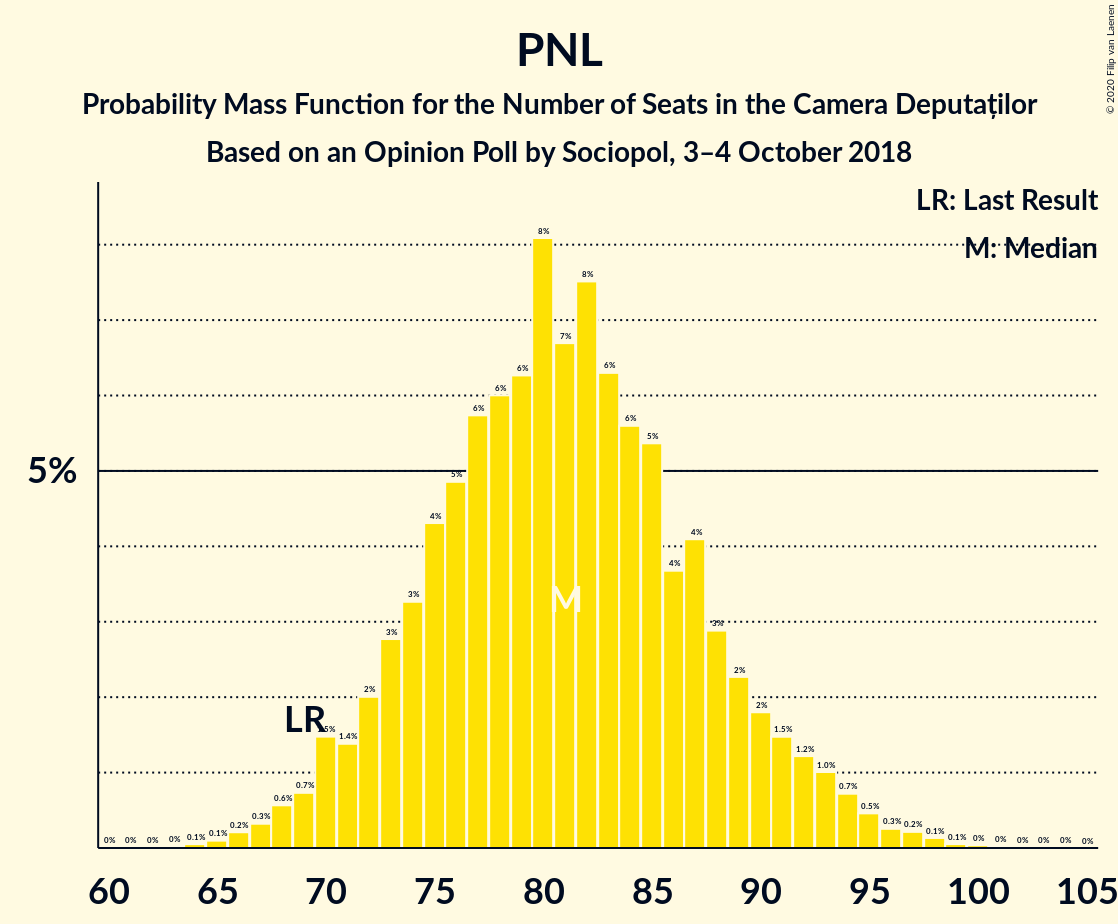 PNL
Probability Mass Function for the Number of Seats in the Camera Deputaților
Based on an Opinion Poll by Sociopol, 3–4 October 2018
© 2020 Filip van Laenen
LR: Last Result
M: Median
5%
0% 0% 0% 0% 0.1% 0.1% 0.2% 0.3% 0.6% 0.7% 1.4% 2% 3% 3% 4% 5% 6% 6% 6% 8% 7% 8% 6% 6% 5% 4% 4% 3% 2% 2% 1.5% 1.2% 1.0% 0.7% 0.5% 0.3% 0.2% 0.1% 0.1% 0% 0% 0% 0% 0% 0%
LR
M
60 65 70 75 80 85 90 95 100 105